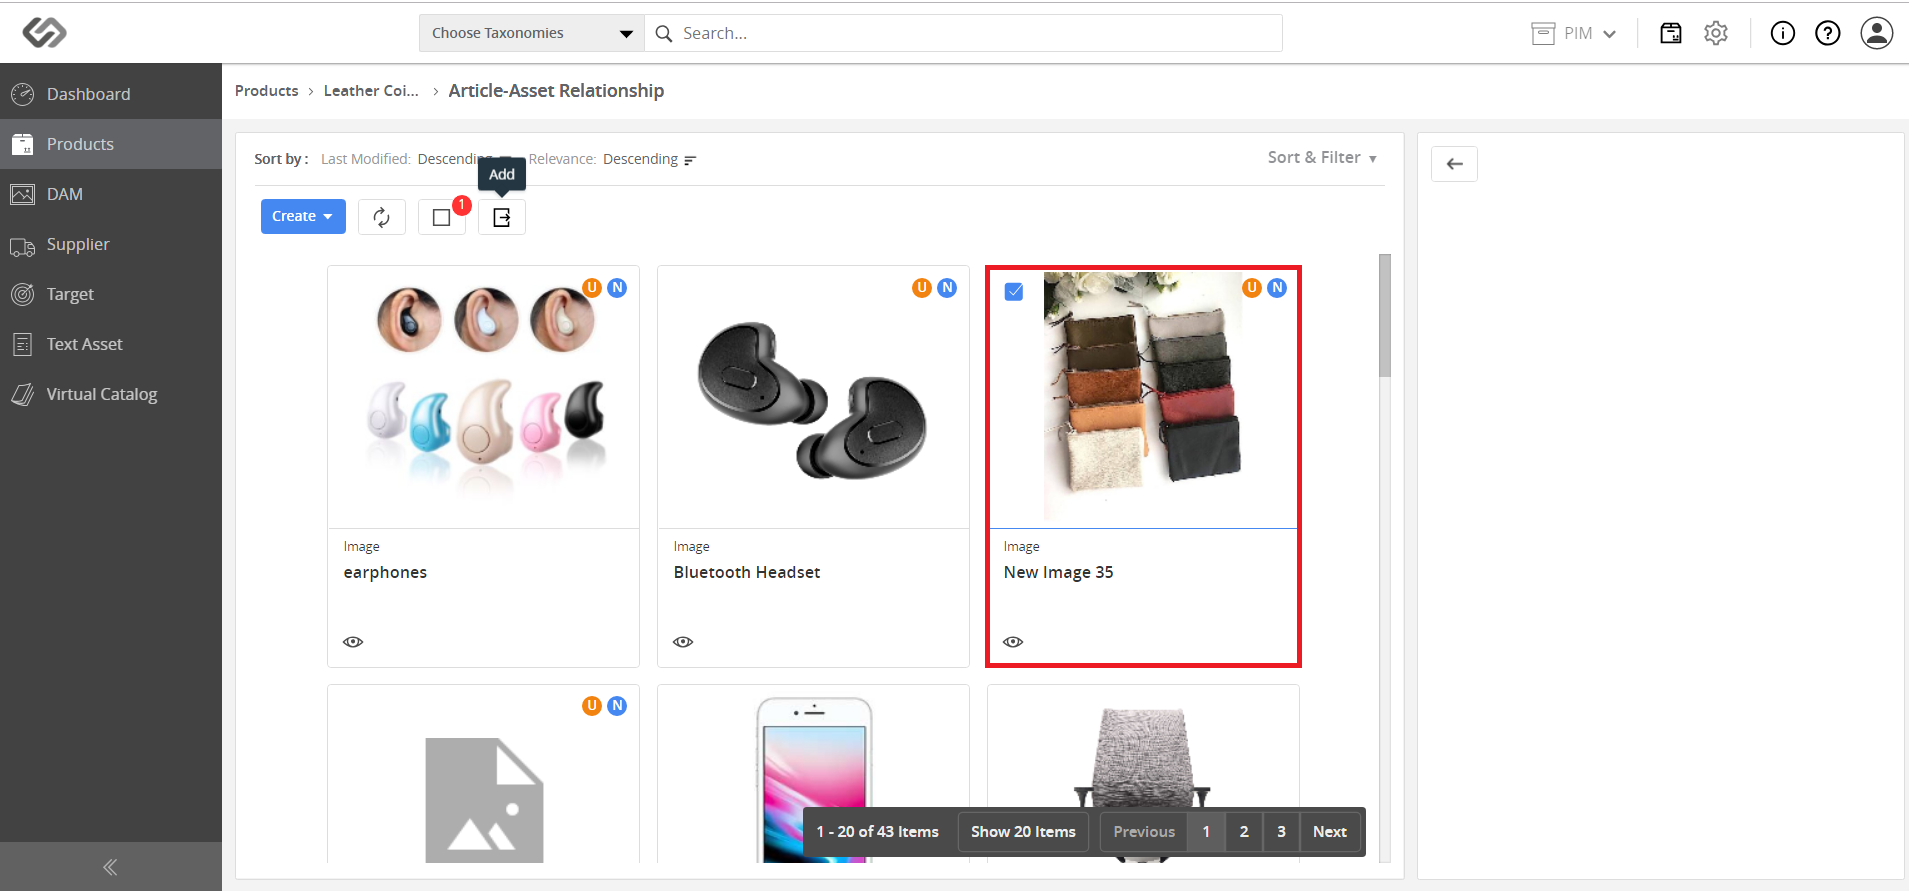 Choose Taxonomies
Search...
PIM
Dashboard
Products
DAM
Supplier
Target
Text Asset
Virtual Catalog
Products › Leather Coi... › Article-Asset Relationship
Sort by : Last Modified: Descending Relevance: Descending
Sort & Filter
Add
Create
1
U N
U N
U N
Image
earphones
Image
Bluetooth Headset
Image
New Image 35
U N
1 - 20 of 43 Items
Show 20 Items
Previous 1 2 3 Next